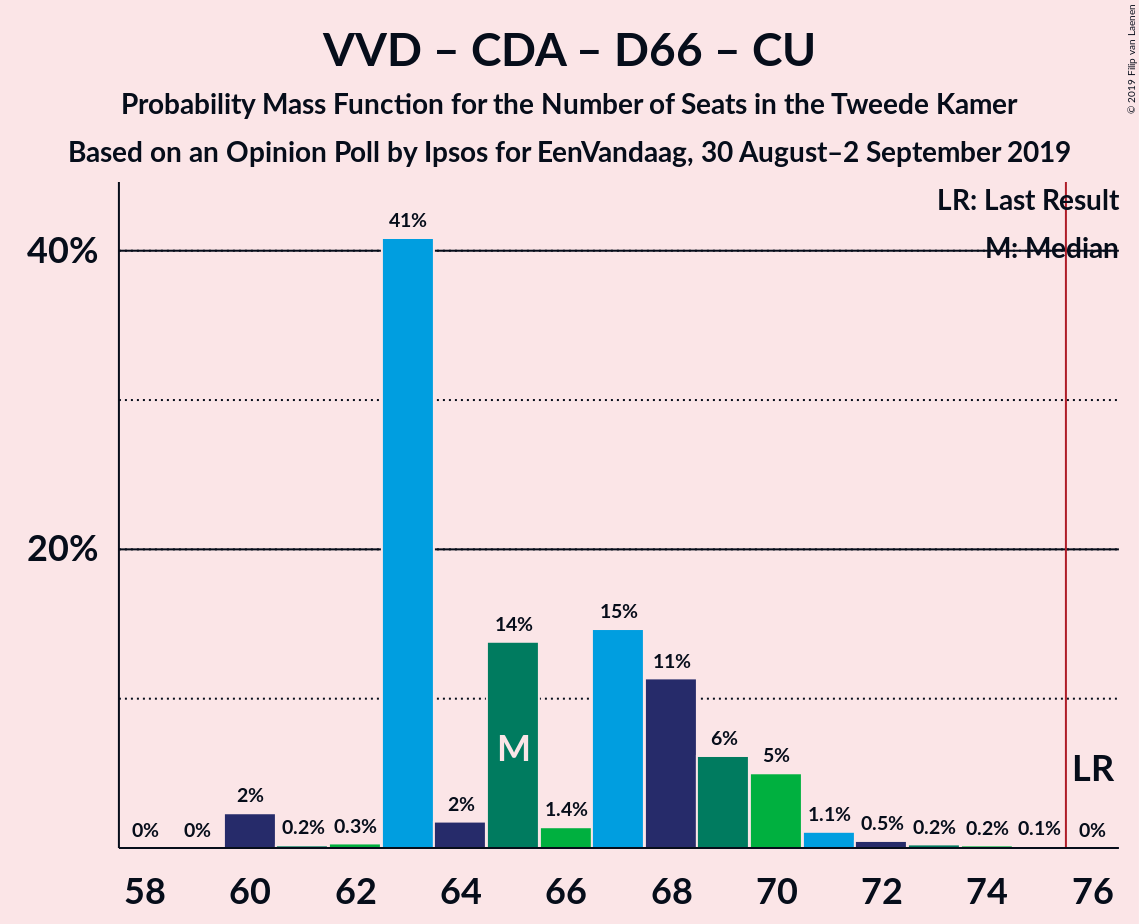 VVD – CDA – D66 – CU
Probability Mass Function for the Number of Seats in the Tweede Kamer
Based on an Opinion Poll by Ipsos for EenVandaag, 30 August–2 September 2019
© 2019 Filip van Laenen
LR: Last Result
M: Median
40%
20%
0%
0%
2%
0.2%
0.3%
41%
2%
14%
1.4%
15%
11%
6%
5%
1.1%
0.5%
0.2%
0.2%
0.1%
0%
M
LR
58 60 62 64 66 68 70 72 74 76